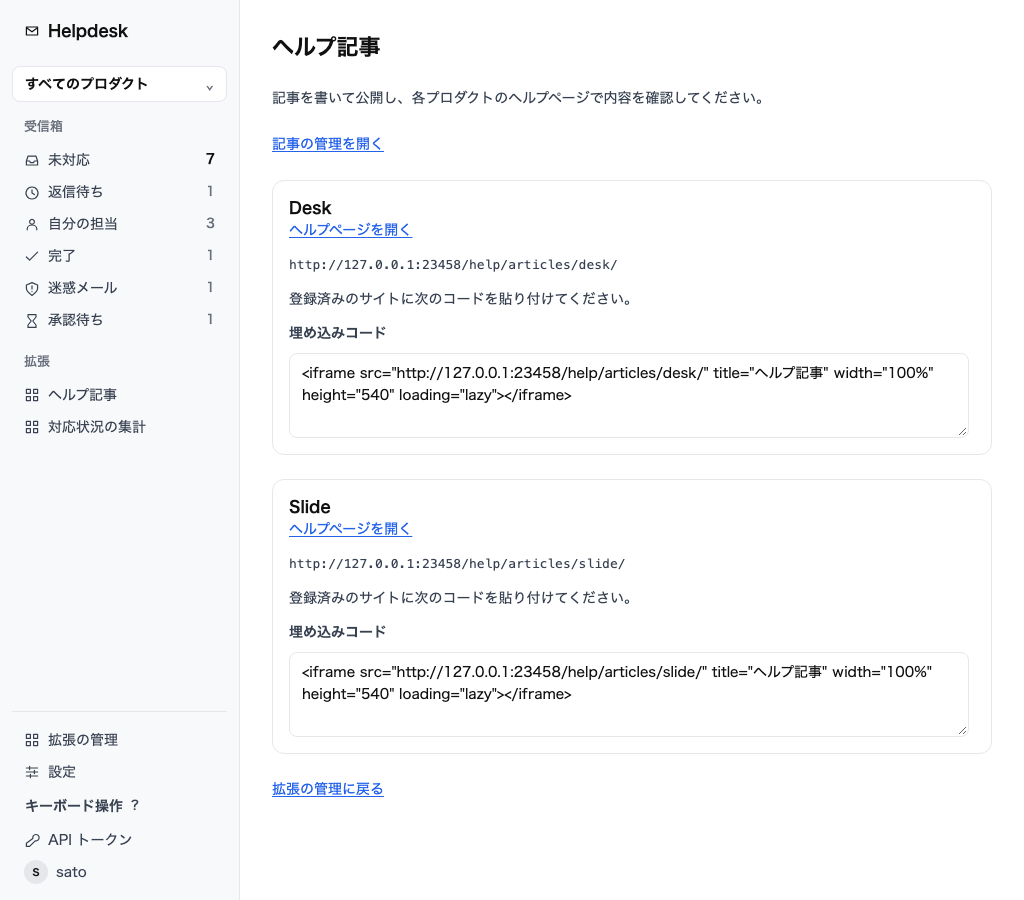 Helpdesk
すべてのプロダクト
受信箱
未対応 7
返信待ち 1
自分の担当 3
完了 1
迷惑メール 1
承認待ち 1
拡張
ヘルプ記事
対応状況の集計
拡張の管理
設定
キーボード操作 ?
API トークン
S sato
ヘルプ記事
記事を書いて公開し、各プロダクトのヘルプページで内容を確認してください。
記事の管理を開く
Desk
ヘルプページを開く
http://127.0.0.1:23458/help/articles/desk/
登録済みのサイトに次のコードを貼り付けてください。
埋め込みコード
<iframe src="http://127.0.0.1:23458/help/articles/desk/" title="ヘルプ記事" width="100%"
height="540" loading="lazy"></iframe>
Slide
ヘルプページを開く
http://127.0.0.1:23458/help/articles/slide/
登録済みのサイトに次のコードを貼り付けてください。
埋め込みコード
<iframe src="http://127.0.0.1:23458/help/articles/slide/" title="ヘルプ記事" width="100%"
height="540" loading="lazy"></iframe>
拡張の管理に戻る